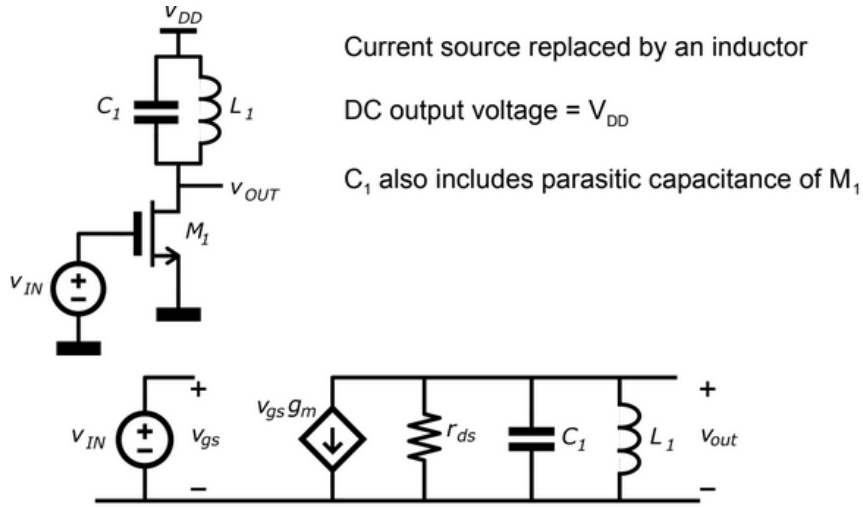 V_DD
Current source replaced by an inductor
C_1
L_1
DC output voltage = V_DD
v_OUT
C_1 also includes parasitic capacitance of M_1
M_1
v_IN
+
−
v_IN
+
−
+
v_gs
−
v_gs g_m
r_ds
C_1
L_1
+
v_out
−